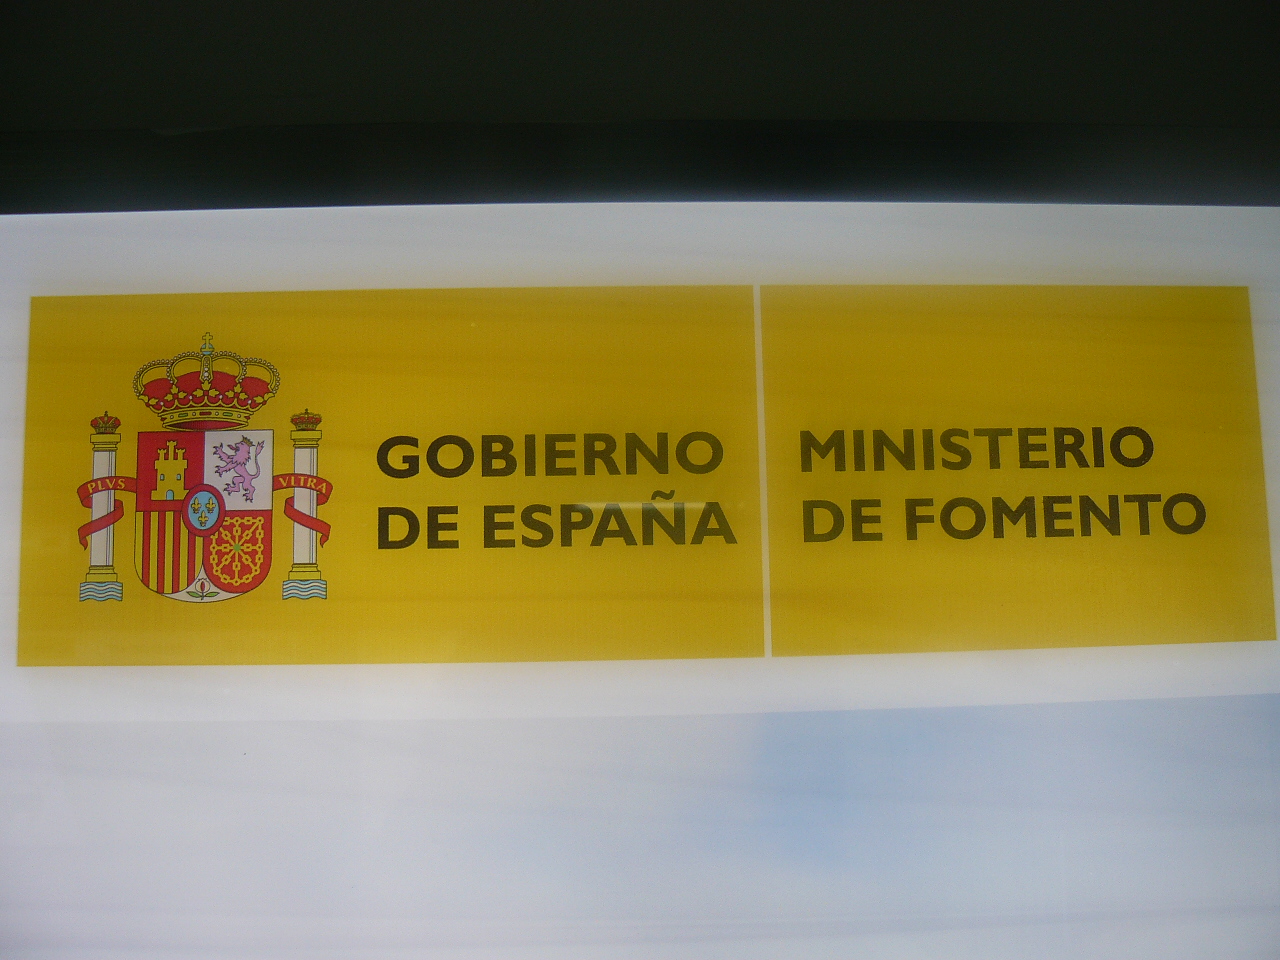 PLVS
VLTRA
GOBIERNO
DE ESPAÑA
MINISTERIO
DE FOMENTO